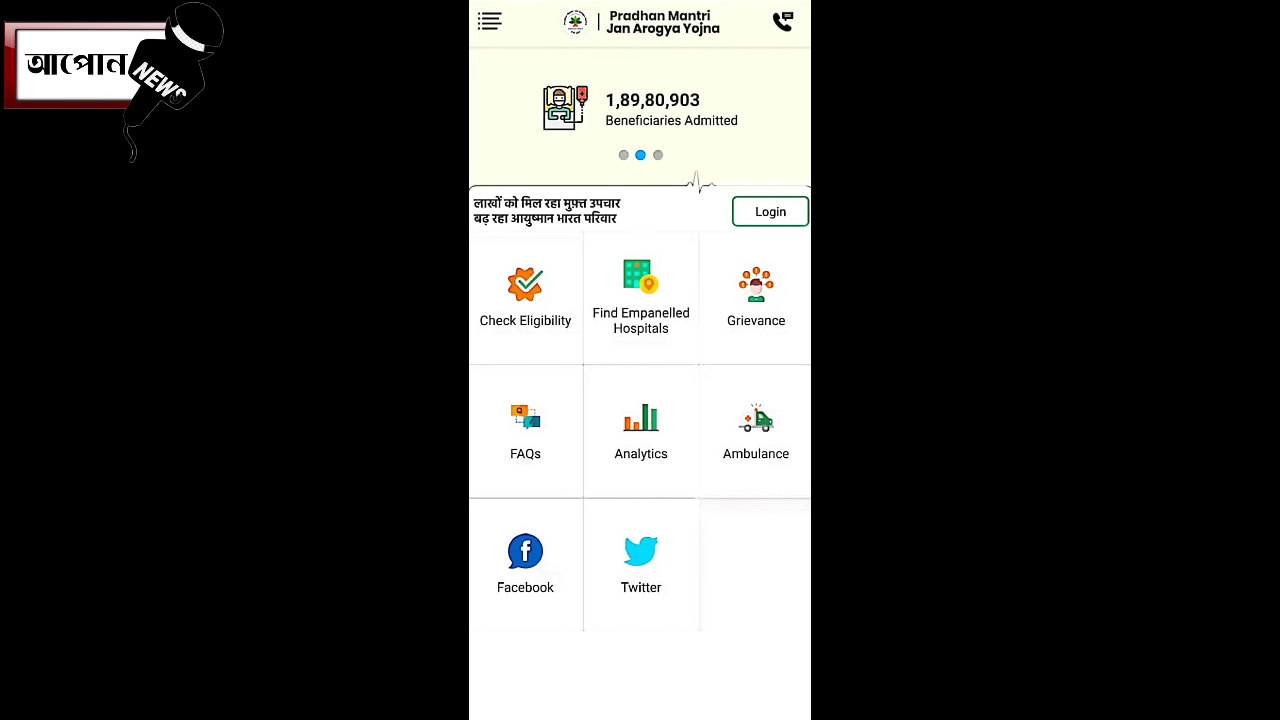 আপোন
NEWS
Pradhan Mantri
Jan Arogya Yojna
1,89,80,903
Beneficiaries Admitted
लाखों को मिल रहा मुफ़्त उपचार
बढ़ रहा आयुष्मान भारत परिवार
Login
Check Eligibility
Find Empanelled
Hospitals
Grievance
FAQs
Analytics
Ambulance
Facebook
Twitter